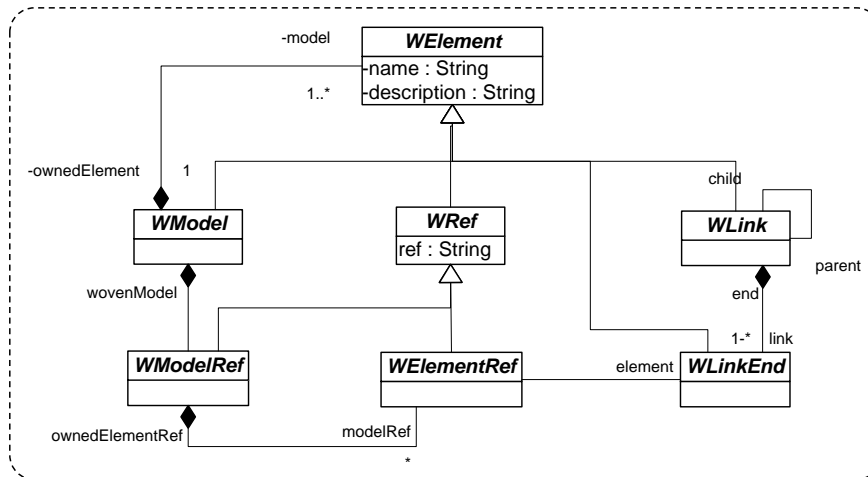 -model
WElement
-name : String
-description : String
1..*
-ownedElement
1
child
WModel
WRef
ref : String
WLink
parent
wovenModel
end
1-*
link
WModelRef
WElementRef
element
WLinkEnd
ownedElementRef
modelRef
*